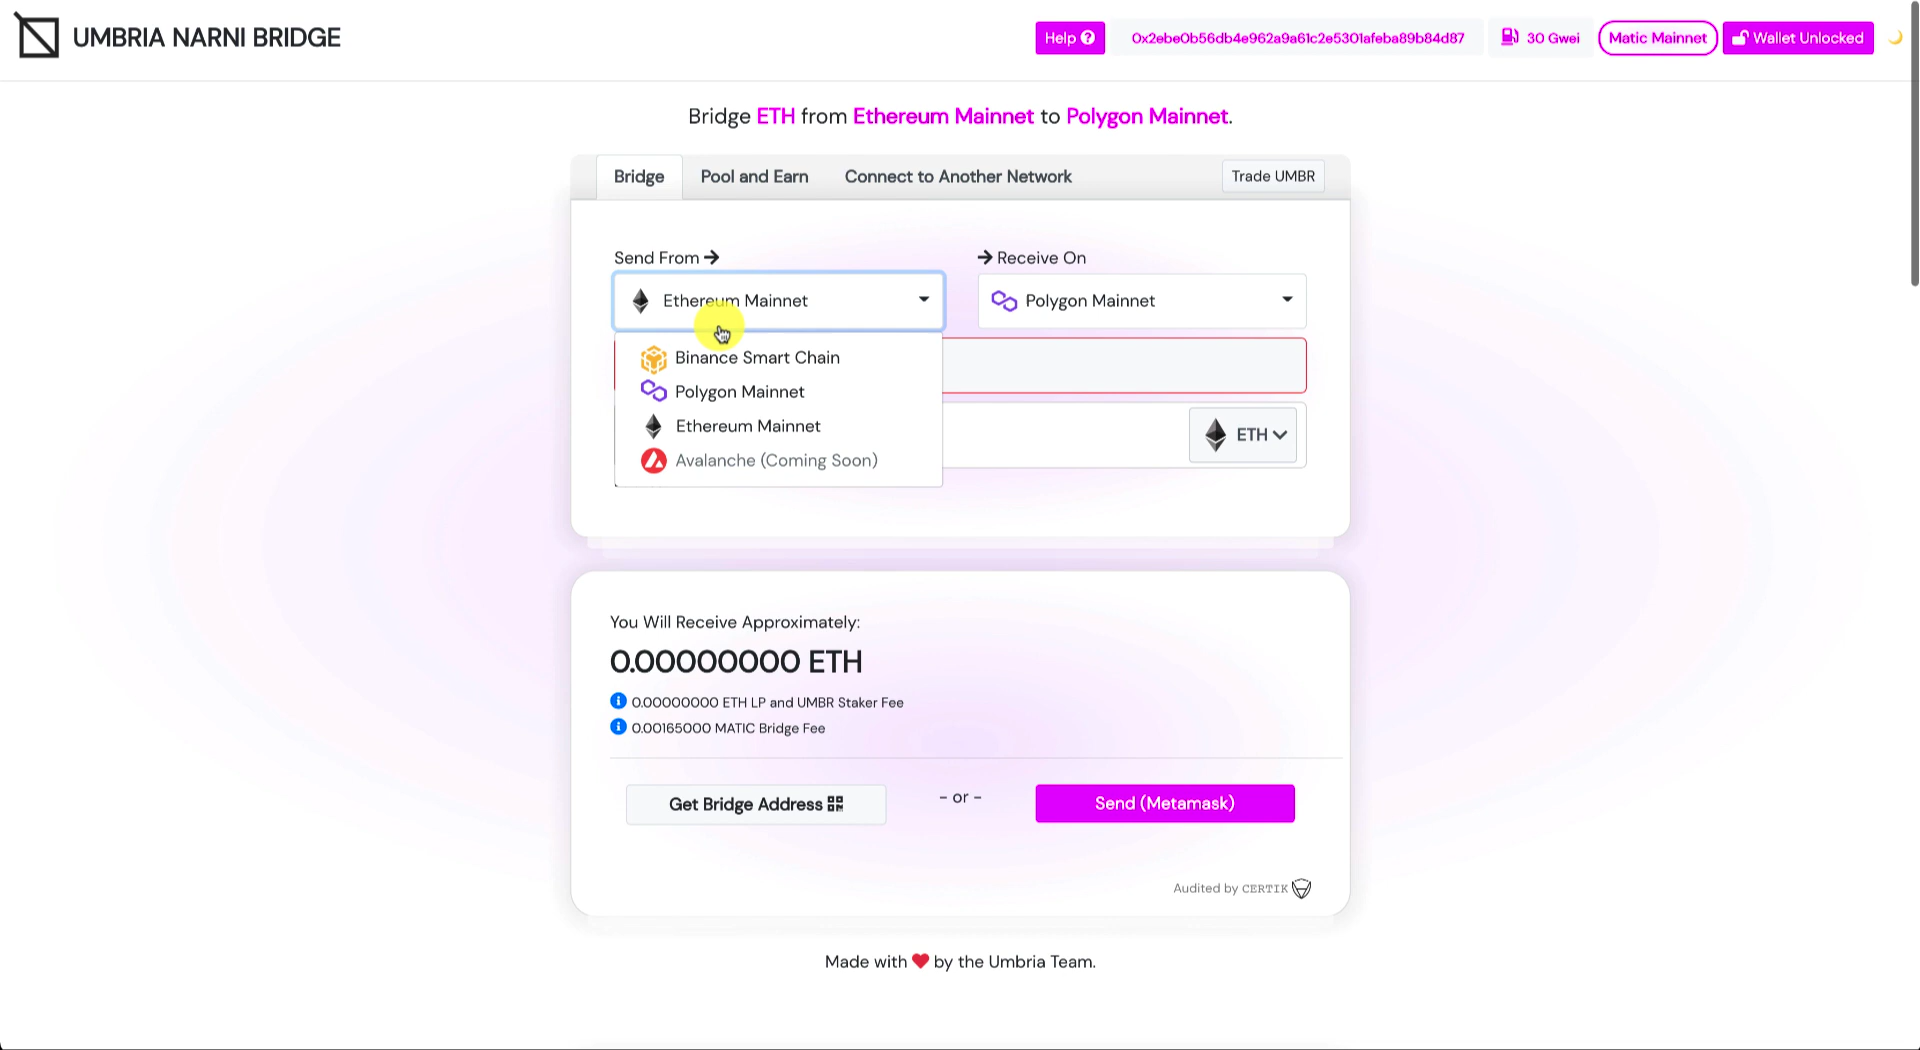 UMBRIA NARNI BRIDGE
Help
0x2ebe0b56db4e962a9a61c2e5301afeba89b84d87
30 Gwei
Matic Mainnet
Wallet Unlocked
Bridge ETH from Ethereum Mainnet to Polygon Mainnet.
Bridge
Pool and Earn
Connect to Another Network
Trade UMBR
Send From
Receive On
Ethereum Mainnet
Polygon Mainnet
Binance Smart Chain
Polygon Mainnet
Ethereum Mainnet
Avalanche (Coming Soon)
ETH
You Will Receive Approximately:
0.00000000 ETH
0.00000000 ETH LP and UMBR Staker Fee
0.00165000 MATIC Bridge Fee
Get Bridge Address
- or -
Send (Metamask)
Audited by CERTIK
Made with ❤ by the Umbria Team.